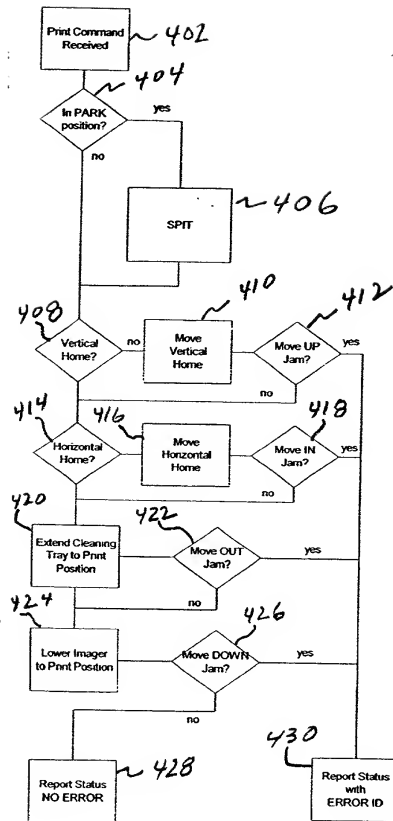 Print Command
Received
402
404
In PARK
position?
yes
no
SPIT
406
408
Vertical
Home?
no
410
Move
Vertical
Home
412
Move UP
Jam?
yes
no
414
Horizontal
Home?
416
Move
Horizontal
Home
418
Move IN
Jam?
yes
no
420
Extend Cleaning
Tray to Print
Position
422
Move OUT
Jam?
yes
no
424
Lower Imager
to Print Position
426
Move DOWN
Jam?
yes
no
Report Status
NO ERROR
428
430
Report Status
with
ERROR ID